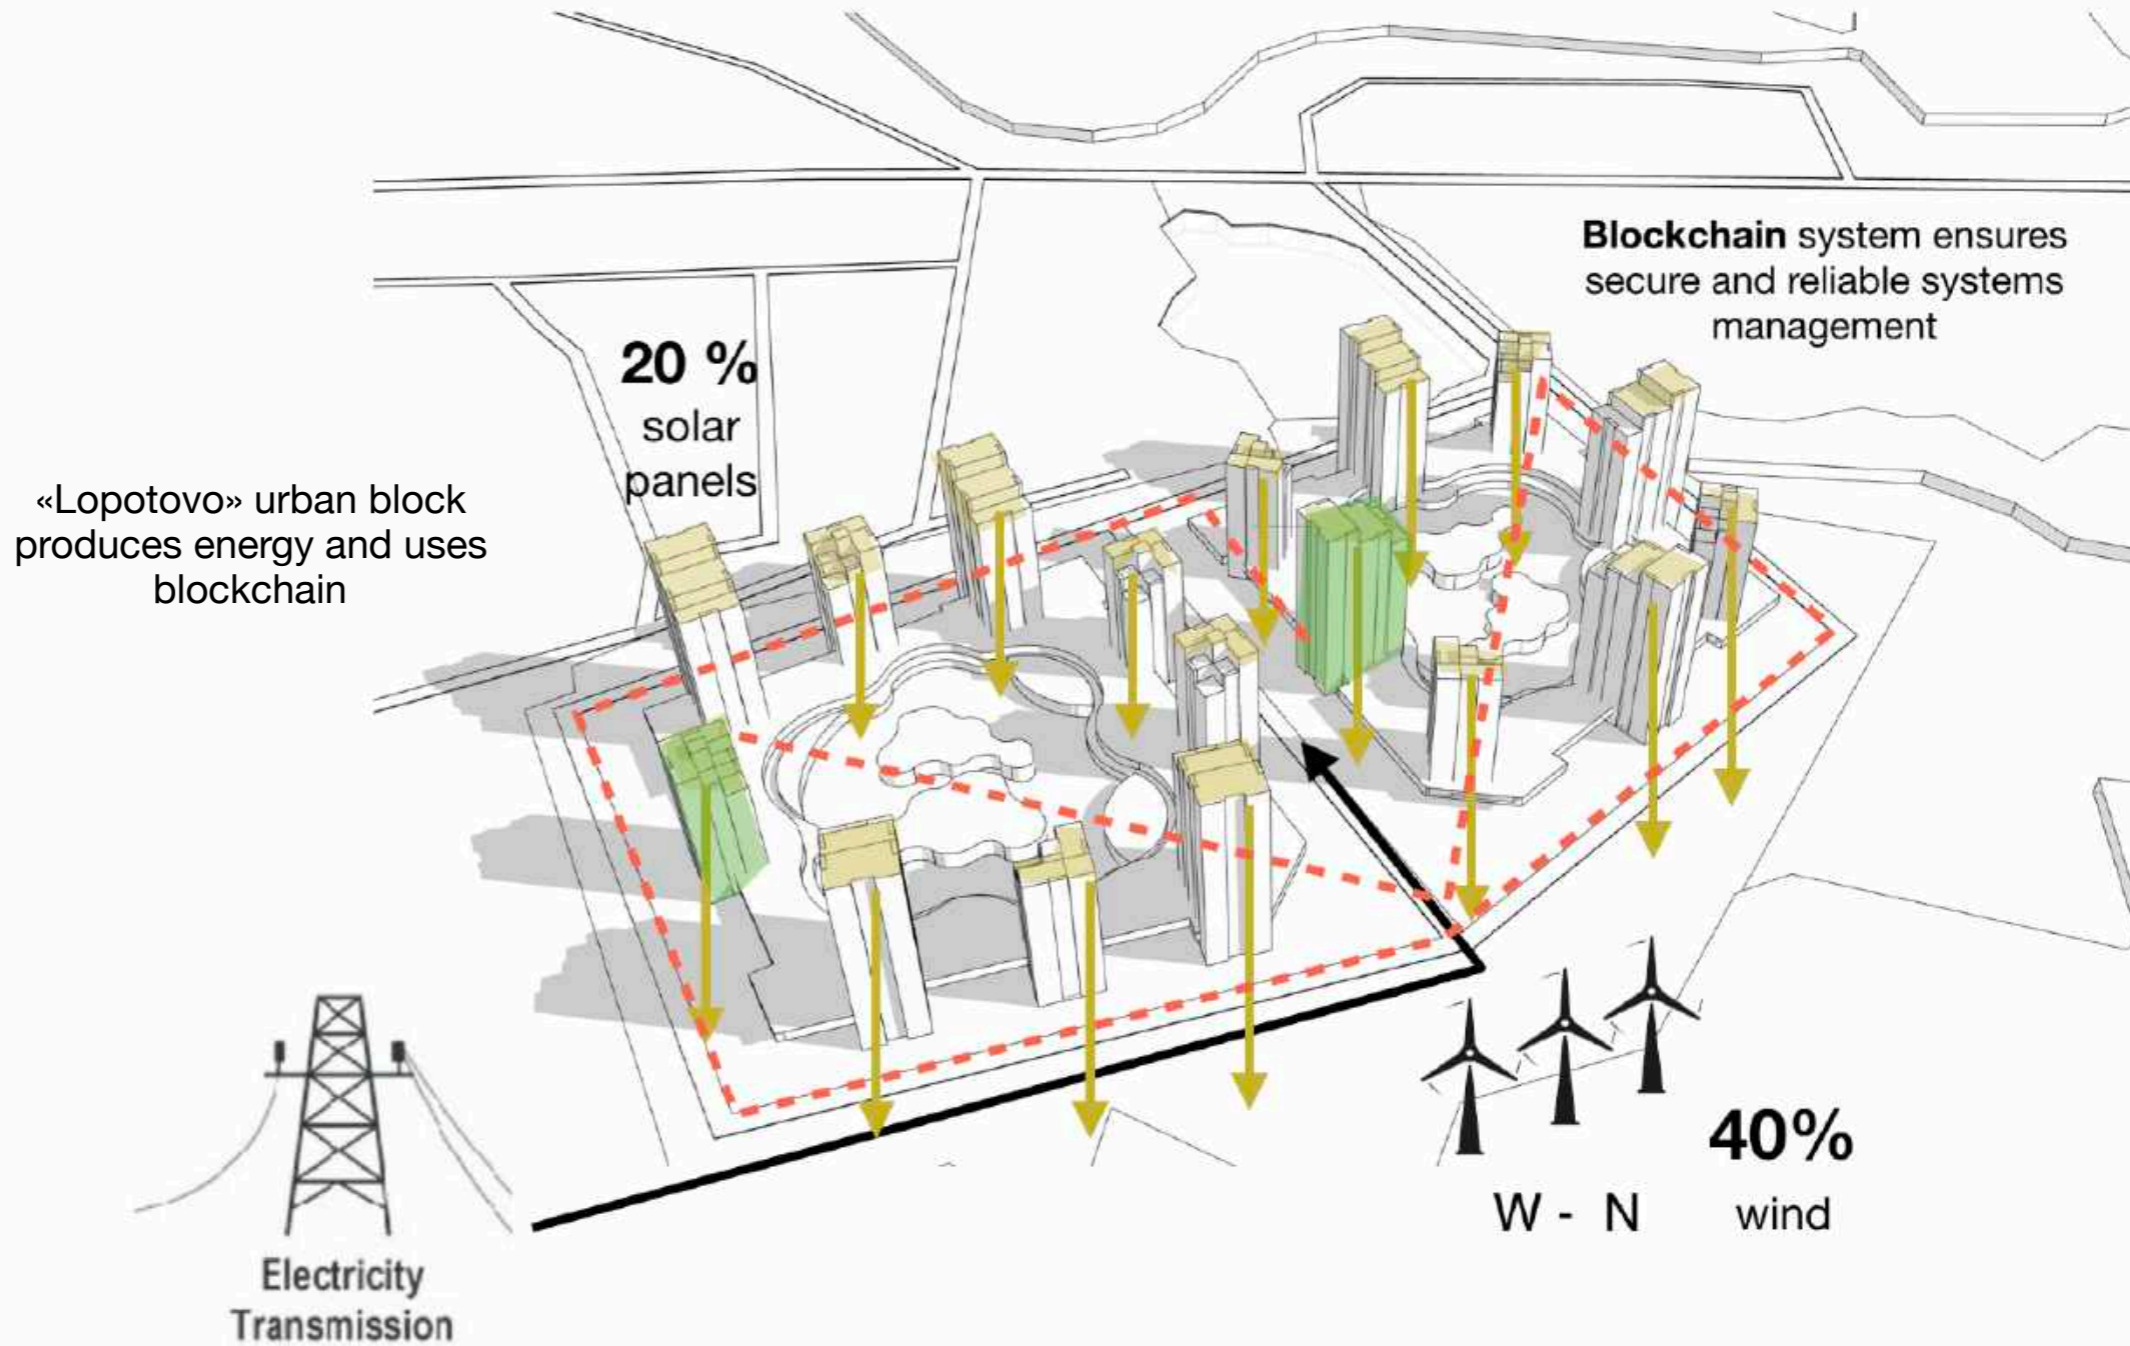 Blockchain system ensures
secure and reliable systems
management
20 %
solar
panels
«Lopotovo» urban block
produces energy and uses
blockchain
40%
W - N
wind
Electricity
Transmission